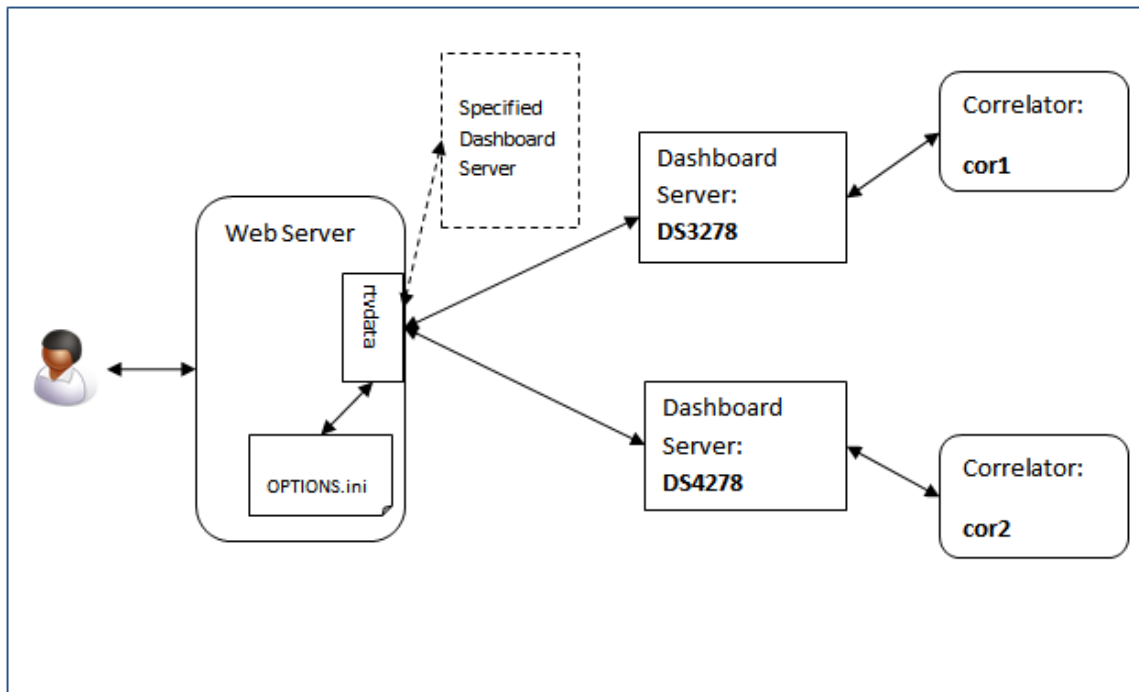 Specified
Dashboard
Server
Correlator:
cor1
Dashboard
Server:
DS3278
Web Server
rtvdata
OPTIONS.ini
Dashboard
Server:
DS4278
Correlator:
cor2